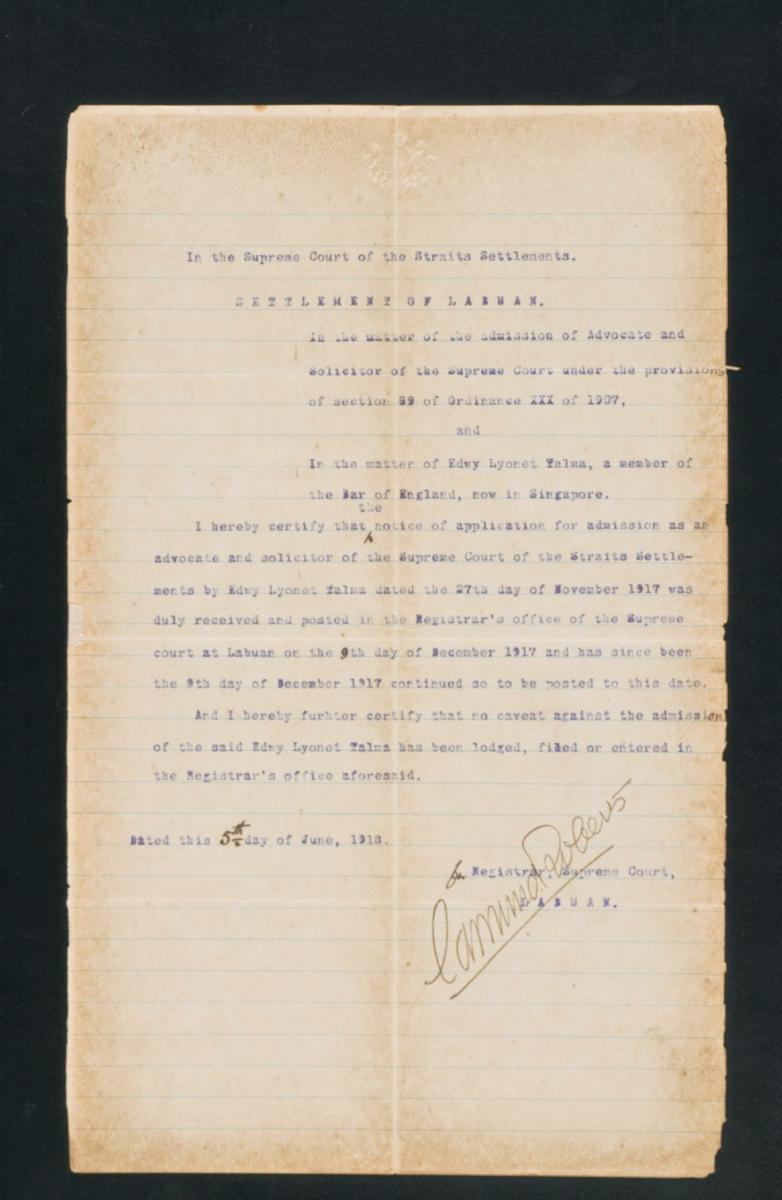 In the Supreme Court of the Straits Settlements.
SETTLEMENT OF LABUAN.
In the matter of the admission of Advocate and
Solicitor of the Supreme Court under the provisions
of section 89 of Ordinance XXX of 1907,
and
In the matter of Edwy Lyonet Talma, a member of
the Bar of England, now in Singapore.
the
I hereby certify that notice of application for admission as an
advocate and solicitor of the Supreme Court of the Straits Settle-
ments by Edwy Lyonet Talma dated the 27th day of November 1917 was
duly received and posted in the Registrar's office of the Supreme
court at Labuan on the 9th day of December 1917 and has since been
the 9th day of December 1917 continued so to be posted to this date.
And I hereby furhter certify that no caveat against the admission
of the said Edwy Lyonet Talma has been lodged, filed or entered in
the Registrar's office aforesaid.
Dated this 5th day of June, 1918.
Registrar, Supreme Court,
LABUAN.